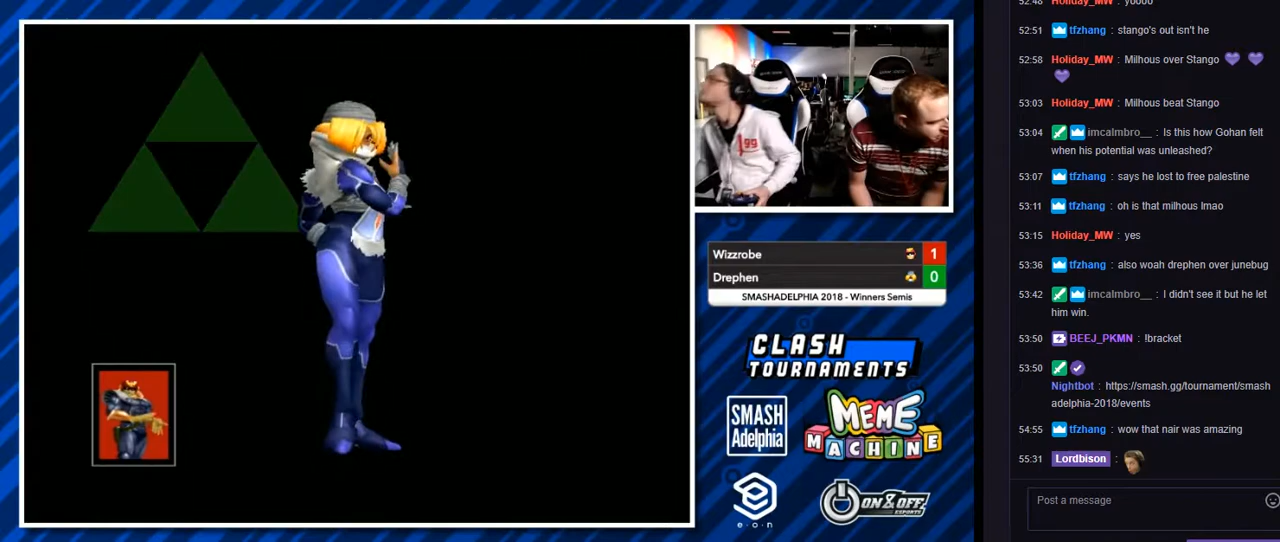 Wizzrobe 1
Drephen 0
SMASHADELPHIA 2018 - Winners Semis
CLASH
TOURNAMENTS
SMASH
Adelphia
MEME
MACHINE
e·o·n
ON&OFF
ESPORTS
52:48 Holiday_MW : yoooo
52:51 tfzhang : stango's out isn't he
52:58 Holiday_MW : Milhous over Stango
53:03 Holiday_MW : Milhous beat Stango
53:04 imcalmbro__ : Is this how Gohan felt
when his potential was unleashed?
53:07 tfzhang : says he lost to free palestine
53:11 tfzhang : oh is that milhous lmao
53:15 Holiday_MW : yes
53:36 tfzhang : also woah drephen over junebug
53:42 imcalmbro__ : I didn't see it but he let
him win.
53:50 BEEJ_PKMN : !bracket
53:50
Nightbot : https://smash.gg/tournament/smash
adelphia-2018/events
54:55 tfzhang : wow that nair was amazing
55:31 Lordbison :
Post a message